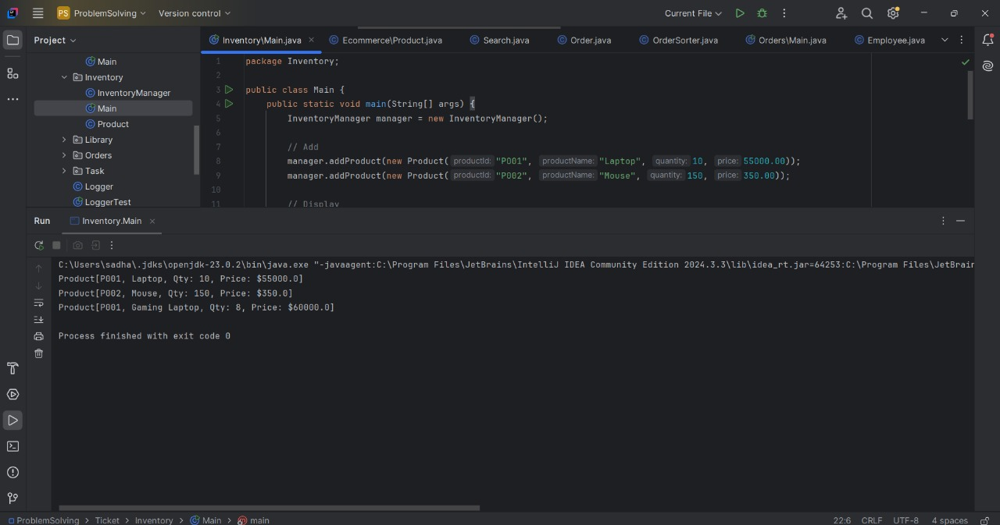 PS ProblemSolving Version control Current File
Project
Inventory\Main.java Ecommerce\Product.java Search.java Order.java OrderSorter.java Orders\Main.java Employee.java
Main
Inventory
InventoryManager
Main
Product
Library
Orders
Task
Logger
LoggerTest
1 package Inventory;
2
3 public class Main {
4 public static void main(String[] args) {
5 InventoryManager manager = new InventoryManager();
6
7 // Add
8 manager.addProduct(new Product( productId: "P001", productName: "Laptop", quantity: 10, price: 55000.00));
9 manager.addProduct(new Product( productId: "P002", productName: "Mouse", quantity: 150, price: 350.00));
10
11 // Display
Run Inventory.Main
C:\Users\sadha\.jdks\openjdk-23.0.2\bin\java.exe "-javaagent:C:\Program Files\JetBrains\IntelliJ IDEA Community Edition 2024.3.3\lib\idea_rt.jar=64253:C:\Program Files\JetBrain
Product[P001, Laptop, Qty: 10, Price: $55000.0]
Product[P002, Mouse, Qty: 150, Price: $350.0]
Product[P001, Gaming Laptop, Qty: 8, Price: $60000.0]
Process finished with exit code 0
ProblemSolving > Ticket > Inventory > Main > main 22:6 CRLF UTF-8 4 spaces